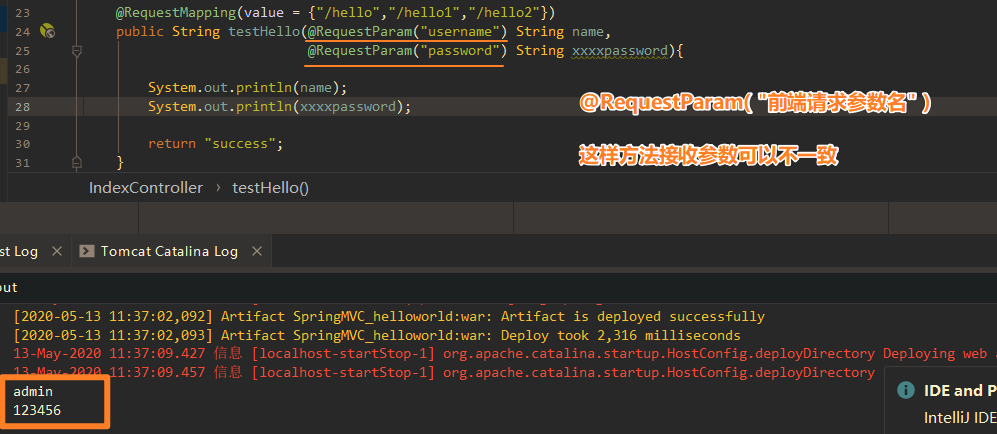 23 @RequestMapping(value = {"/hello","/hello1","/hello2"})
24 public String testHello(@RequestParam("username") String name,
25 @RequestParam("password") String xxxxpassword){
26
27 System.out.println(name);
28 System.out.println(xxxxpassword);
@RequestParam( "前端请求参数名" )
29
30 return "success";
这样方法接收参数可以不一致
31 }
IndexController › testHello()
st Log × Tomcat Catalina Log ×
out
[2020-05-13 11:37:02,092] Artifact SpringMVC_helloworld:war: Artifact is deployed successfully
[2020-05-13 11:37:02,093] Artifact SpringMVC_helloworld:war: Deploy took 2,316 milliseconds
13-May-2020 11:37:09.427 信息 [localhost-startStop-1] org.apache.catalina.startup.HostConfig.deployDirectory Deploying web
13-May-2020 11:37:09.457 信息 [localhost-startStop-1] org.apache.catalina.startup.HostConfig.deployDirectory
admin
123456
IDE and P
IntelliJ IDE